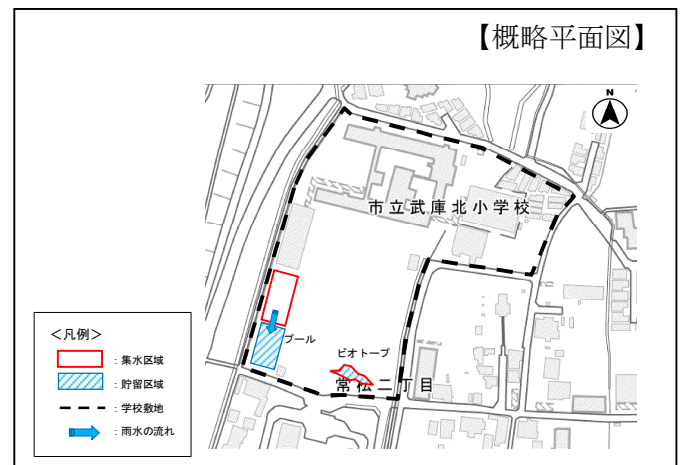 【概略平面図】
N
市立武庫北小学校
プール
ビオトープ
常松二丁目
＜凡例＞
：集水区域
：貯留区域
：学校敷地
：雨水の流れ